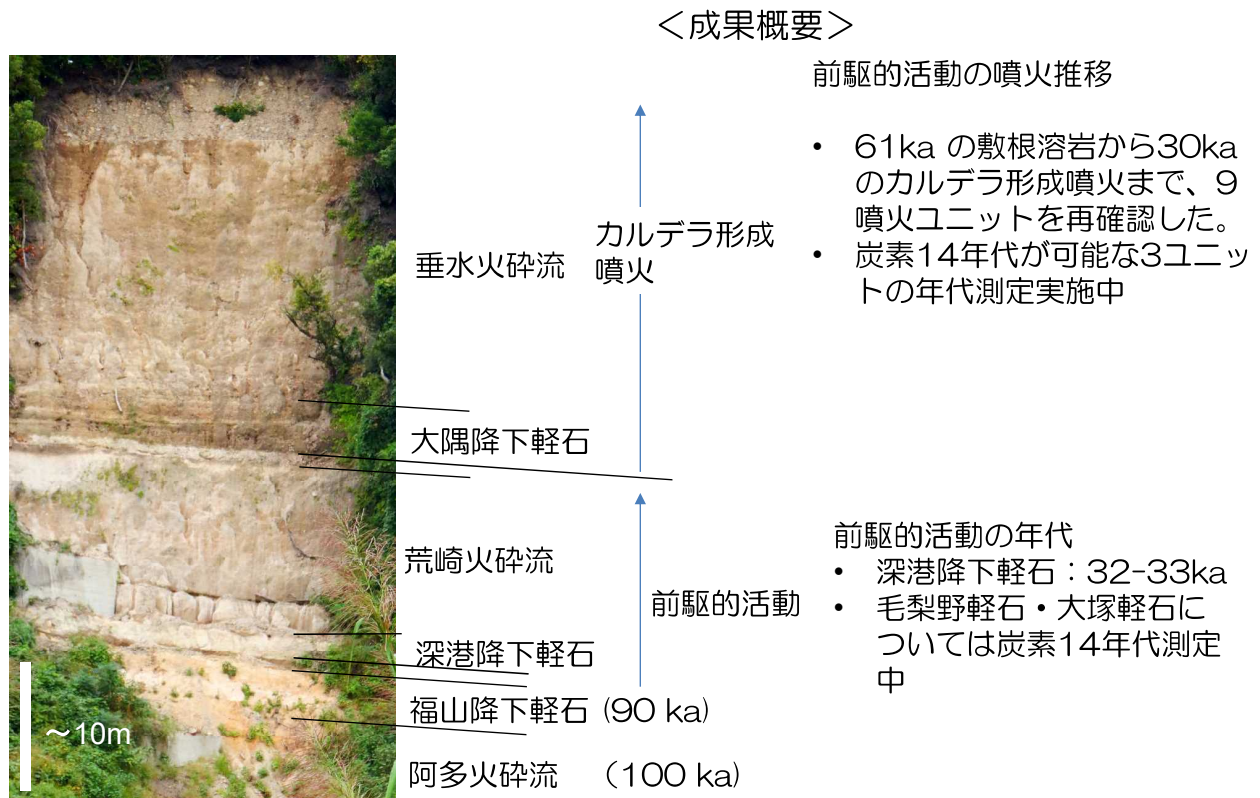 ＜成果概要＞
前駆的活動の噴火推移
• 61ka の敷根溶岩から30ka
のカルデラ形成噴火まで、9
噴火ユニットを再確認した。
• 炭素14年代が可能な3ユニッ
トの年代測定実施中
カルデラ形成
噴火
垂水火砕流
大隅降下軽石
荒崎火砕流
前駆的活動
深港降下軽石
福山降下軽石 (90 ka)
阿多火砕流 （100 ka)
～10m
前駆的活動の年代
• 深港降下軽石：32-33ka
• 毛梨野軽石・大塚軽石に
ついては炭素14年代測定
中